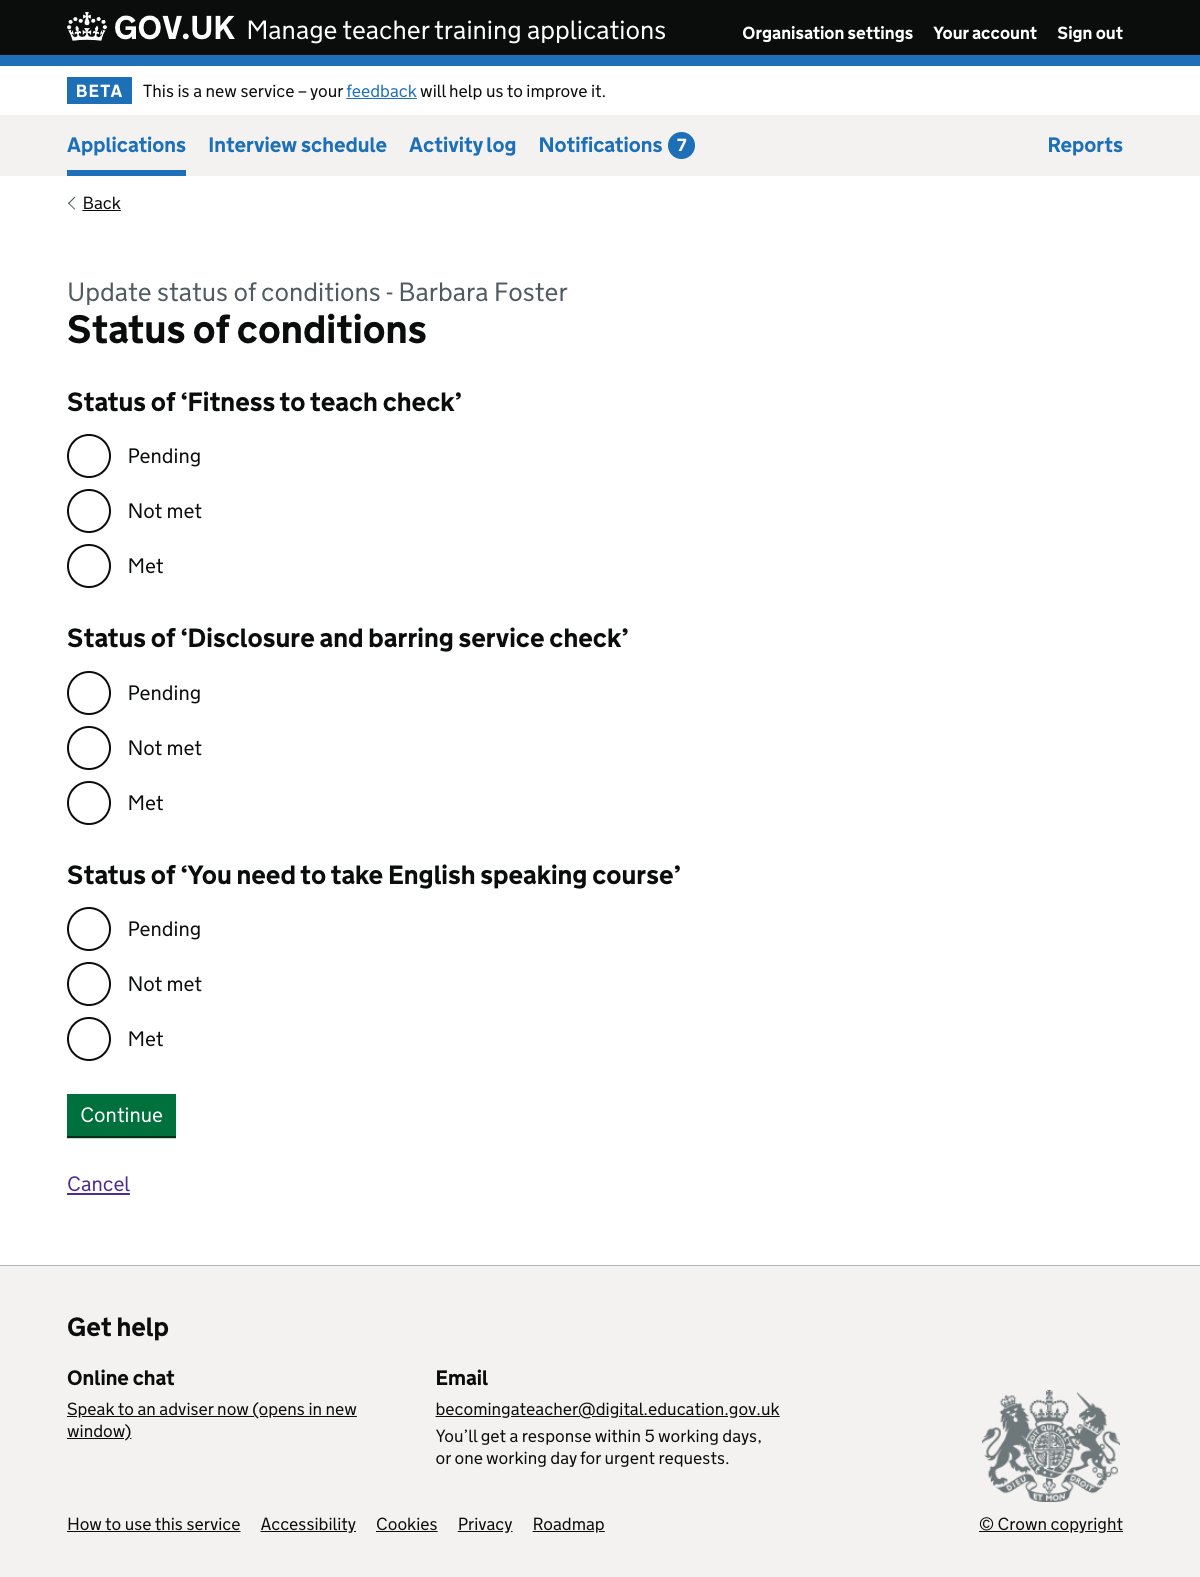 GOV.UK Manage teacher training applications Organisation settings Your account Sign out
BETA This is a new service – your feedback will help us to improve it.
Applications Interview schedule Activity log Notifications 7 Reports
Back
Update status of conditions - Barbara Foster
Status of conditions
Status of ‘Fitness to teach check’
Pending
Not met
Met
Status of ‘Disclosure and barring service check’
Pending
Not met
Met
Status of ‘You need to take English speaking course’
Pending
Not met
Met
Continue
Cancel
Get help
Online chat
Speak to an adviser now (opens in new
window)
Email
becomingateacher@digital.education.gov.uk
You’ll get a response within 5 working days,
or one working day for urgent requests.
DIEU ET MON DROIT
How to use this service Accessibility Cookies Privacy Roadmap © Crown copyright